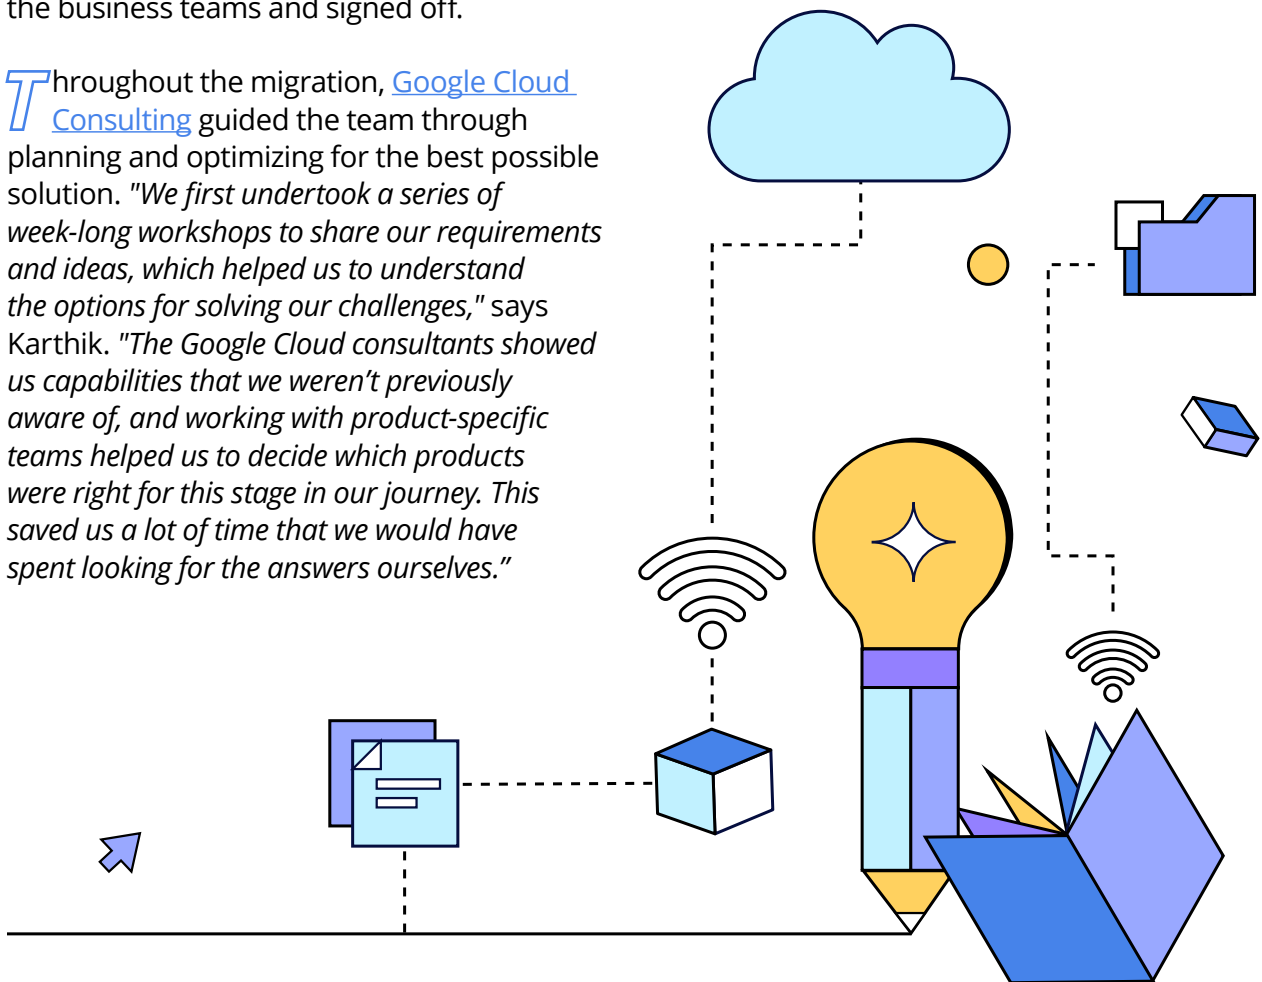 the business teams and signed off.
Throughout the migration, Google Cloud
Consulting guided the team through
planning and optimizing for the best possible
solution. "We first undertook a series of
week-long workshops to share our requirements
and ideas, which helped us to understand
the options for solving our challenges," says
Karthik. "The Google Cloud consultants showed
us capabilities that we weren’t previously
aware of, and working with product-specific
teams helped us to decide which products
were right for this stage in our journey. This
saved us a lot of time that we would have
spent looking for the answers ourselves.”